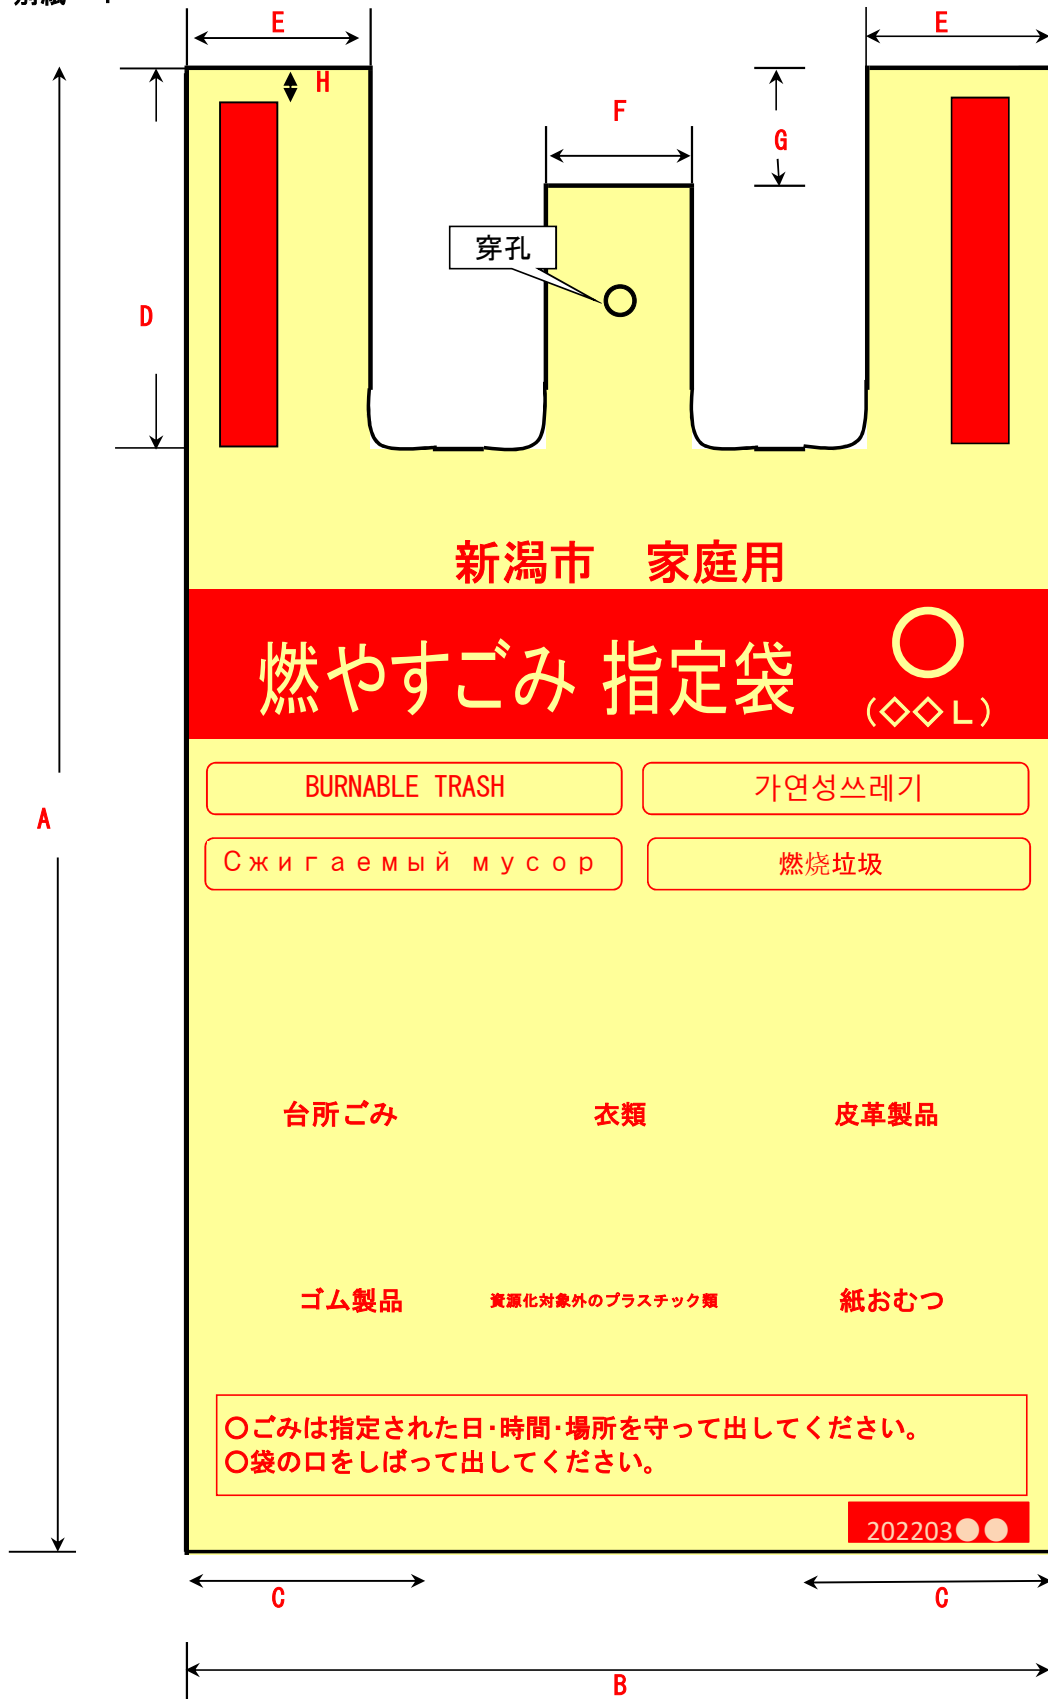 E
E
H
F
G
穿孔
D
新潟市　家庭用
燃やすごみ 指定袋
○
(◇◇L)
BURNABLE TRASH
가연성쓰레기
Сжигаемый мусор
燃烧垃圾
A
台所ごみ
衣類
皮革製品
ゴム製品
資源化対象外のプラスチック類
紙おむつ
○ごみは指定された日・時間・場所を守って出してください。
○袋の口をしばって出してください。
202203●●
C
C
B